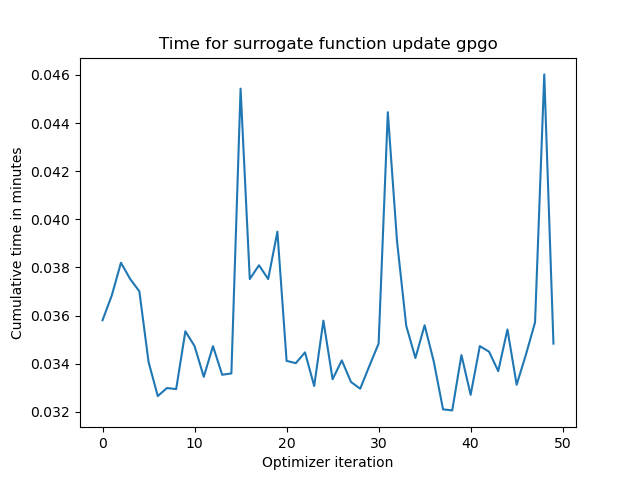 Time for surrogate function update gpgo
Cumulative time in minutes
0.046
0.044
0.042
0.040
0.038
0.036
0.034
0.032
0 10 20 30 40 50
Optimizer iteration